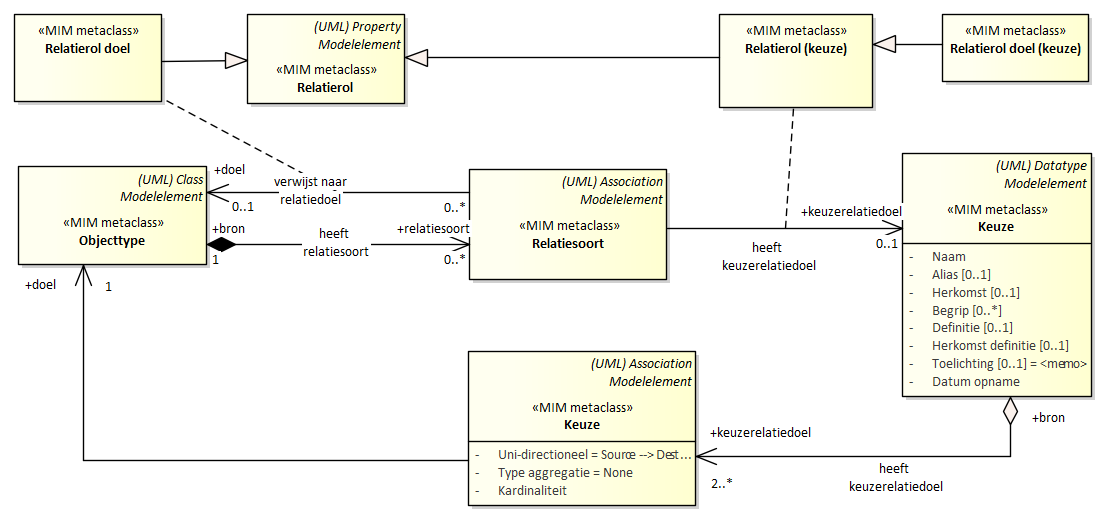 «MIM metaclass»
Relatierol doel
(UML) Property
Modelelement
«MIM metaclass»
Relatierol
«MIM metaclass»
Relatierol (keuze)
«MIM metaclass»
Relatierol doel (keuze)
(UML) Class
Modelelement
«MIM metaclass»
Objecttype
+doel
0..1
verwijst naar
relatiedoel
0..*
+bron
1
heeft
relatiesoort
+relatiesoort
0..*
(UML) Association
Modelelement
«MIM metaclass»
Relatiesoort
+keuzerelatiedoel
0..1
heeft
keuzerelatiedoel
(UML) Datatype
Modelelement
«MIM metaclass»
Keuze
- Naam
- Alias [0..1]
- Herkomst [0..1]
- Begrip [0..*]
- Definitie [0..1]
- Herkomst definitie [0..1]
- Toelichting [0..1] = <memo>
- Datum opname
+doel
1
(UML) Association
Modelelement
«MIM metaclass»
Keuze
- Uni-directioneel = Source --> Dest...
- Type aggregatie = None
- Kardinaliteit
+keuzerelatiedoel
2..*
+bron
heeft
keuzerelatiedoel